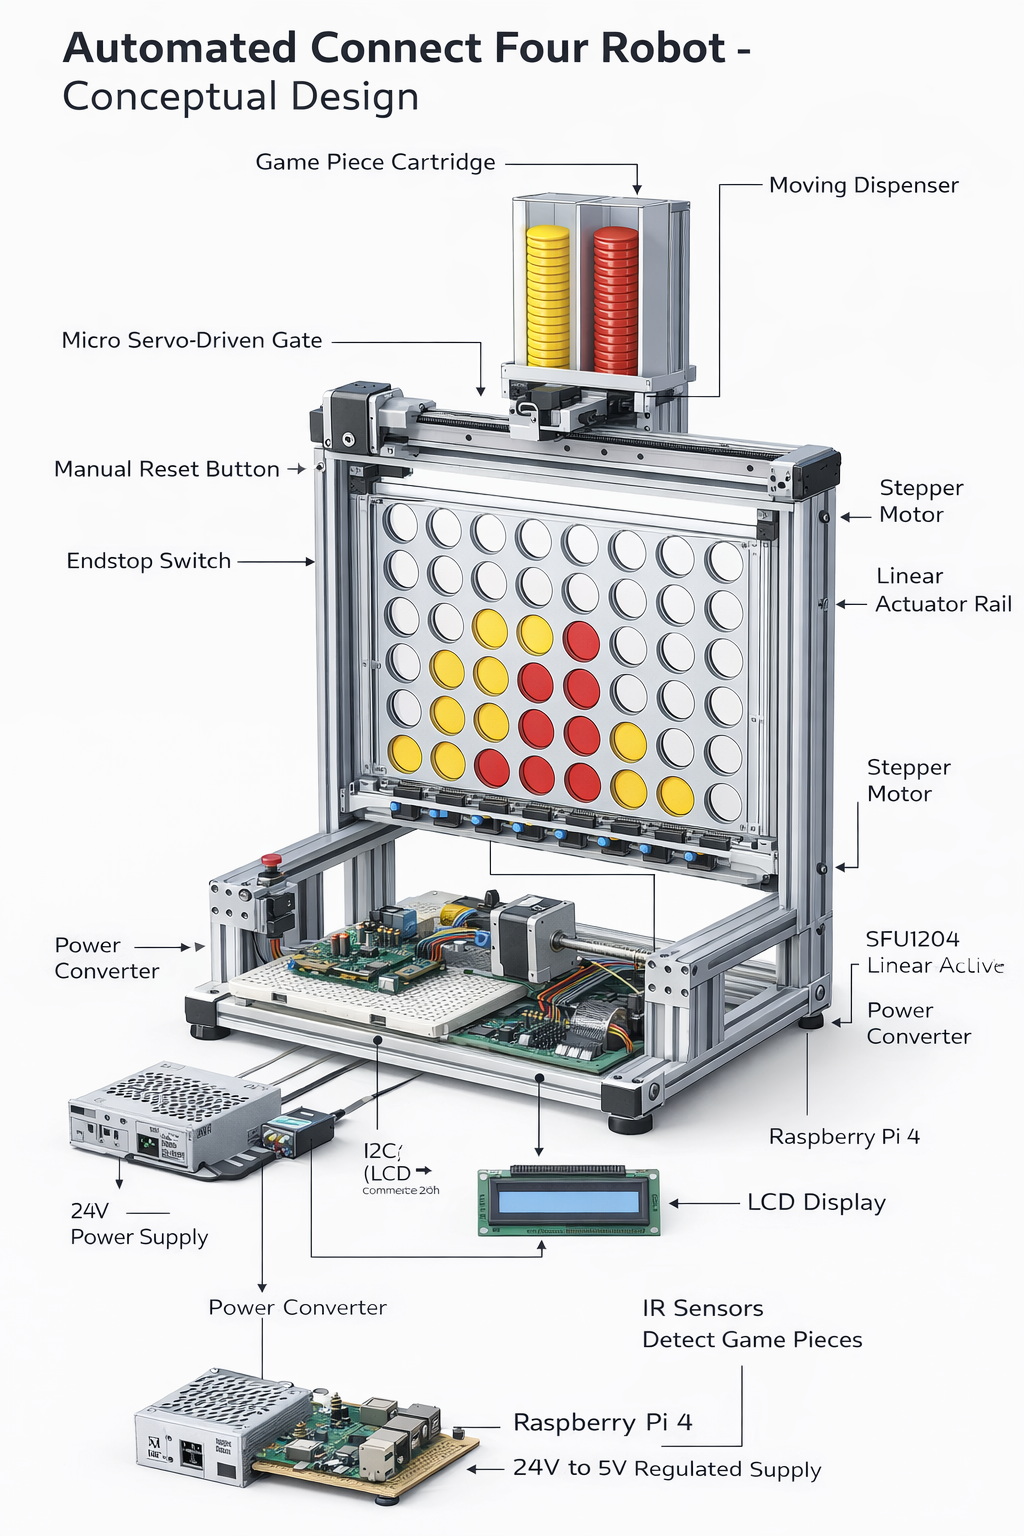 Automated Connect Four Robot -
Conceptual Design
Game Piece Cartridge
Moving Dispenser
Micro Servo-Driven Gate
Manual Reset Button
Stepper
Motor
Endstop Switch
Linear
Actuator Rail
Stepper
Motor
Power
Converter
SFU1204
Linear Active
Power
Converter
Raspberry Pi 4
I2C/
(LCD
24V
Power Supply
LCD Display
Power Converter
IR Sensors
Detect Game Pieces
Raspberry Pi 4
24V to 5V Regulated Supply